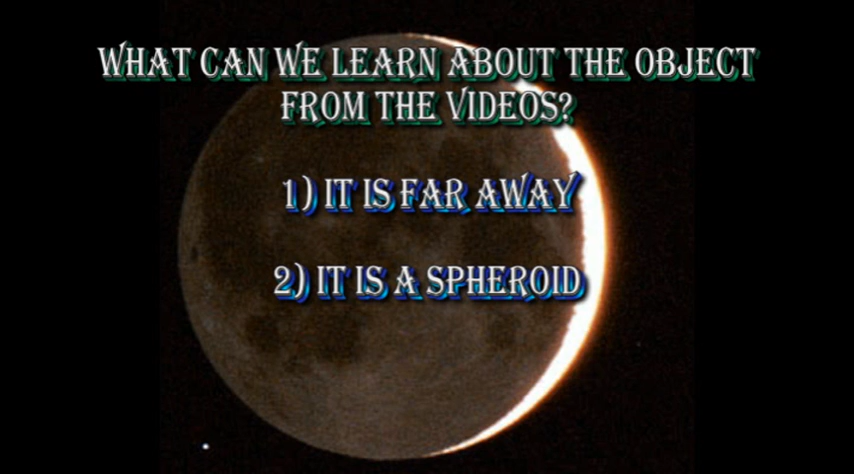 WHAT CAN WE LEARN ABOUT THE OBJECT
FROM THE VIDEOS?
1) IT IS FAR AWAY
2) IT IS A SPHEROID